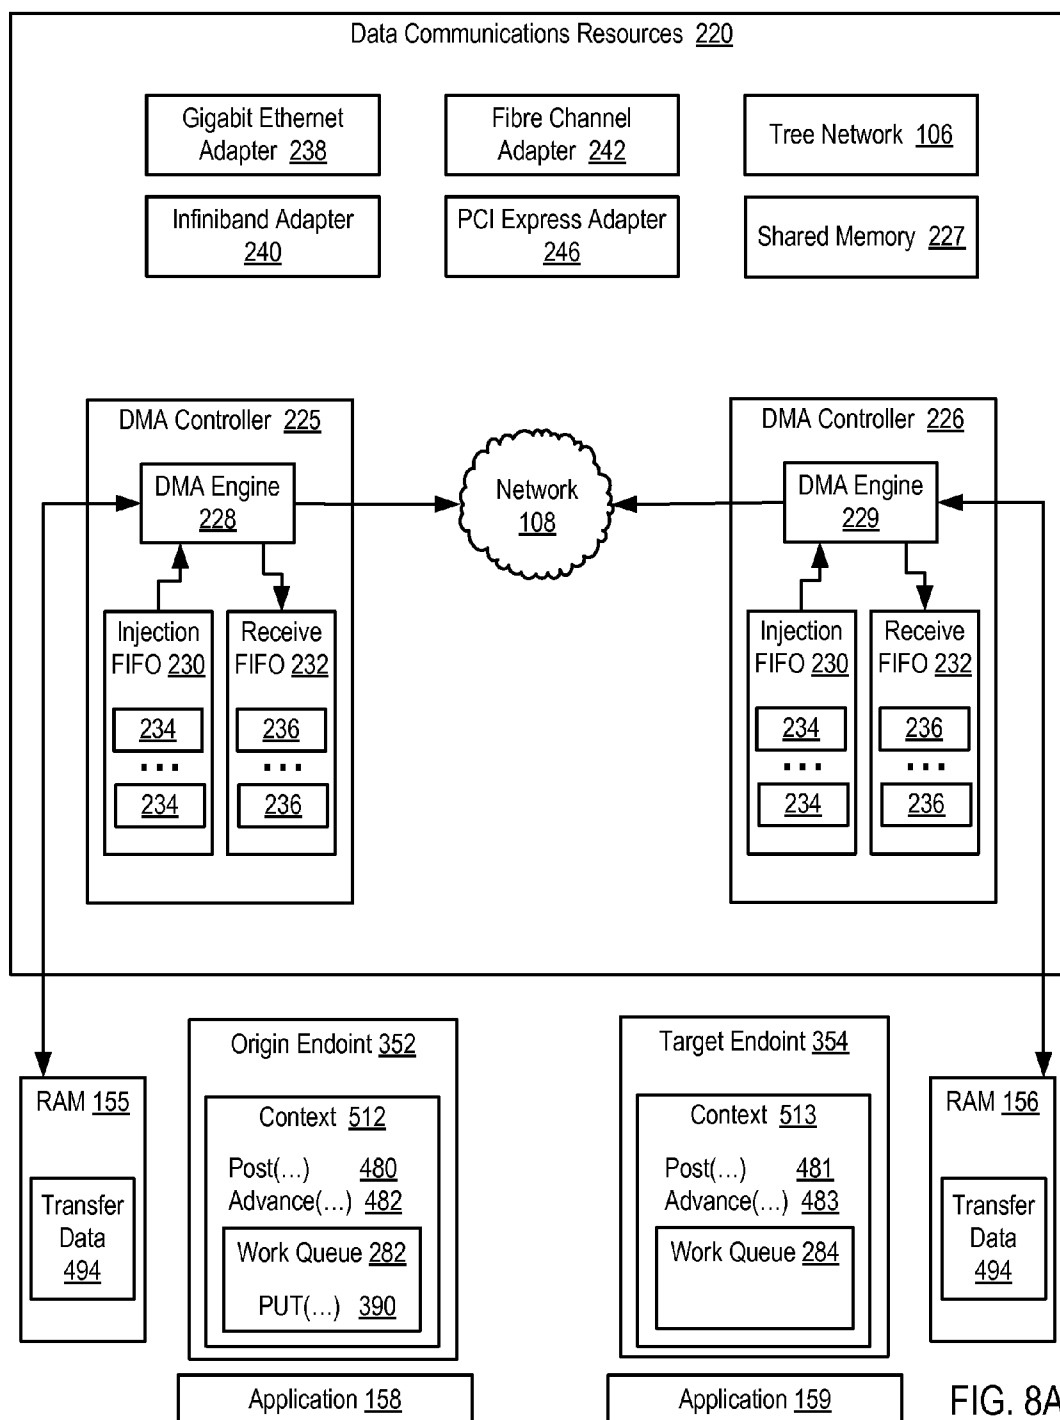 Data Communications Resources 220
Gigabit Ethernet
Adapter 238
Fibre Channel
Adapter 242
Tree Network 106
Infiniband Adapter
240
PCI Express Adapter
246
Shared Memory 227
DMA Controller 225
DMA Engine
228
Injection
FIFO 230
234
...
234
Receive
FIFO 232
236
...
236
Network
108
DMA Controller 226
DMA Engine
229
Injection
FIFO 230
234
...
234
Receive
FIFO 232
236
...
236
RAM 155
Transfer
Data
494
Origin Endoint 352
Context 512
Post(...) 480
Advance(...) 482
Work Queue 282
PUT(...) 390
Application 158
Target Endoint 354
Context 513
Post(...) 481
Advance(...) 483
Work Queue 284
Application 159
RAM 156
Transfer
Data
494
FIG. 8A